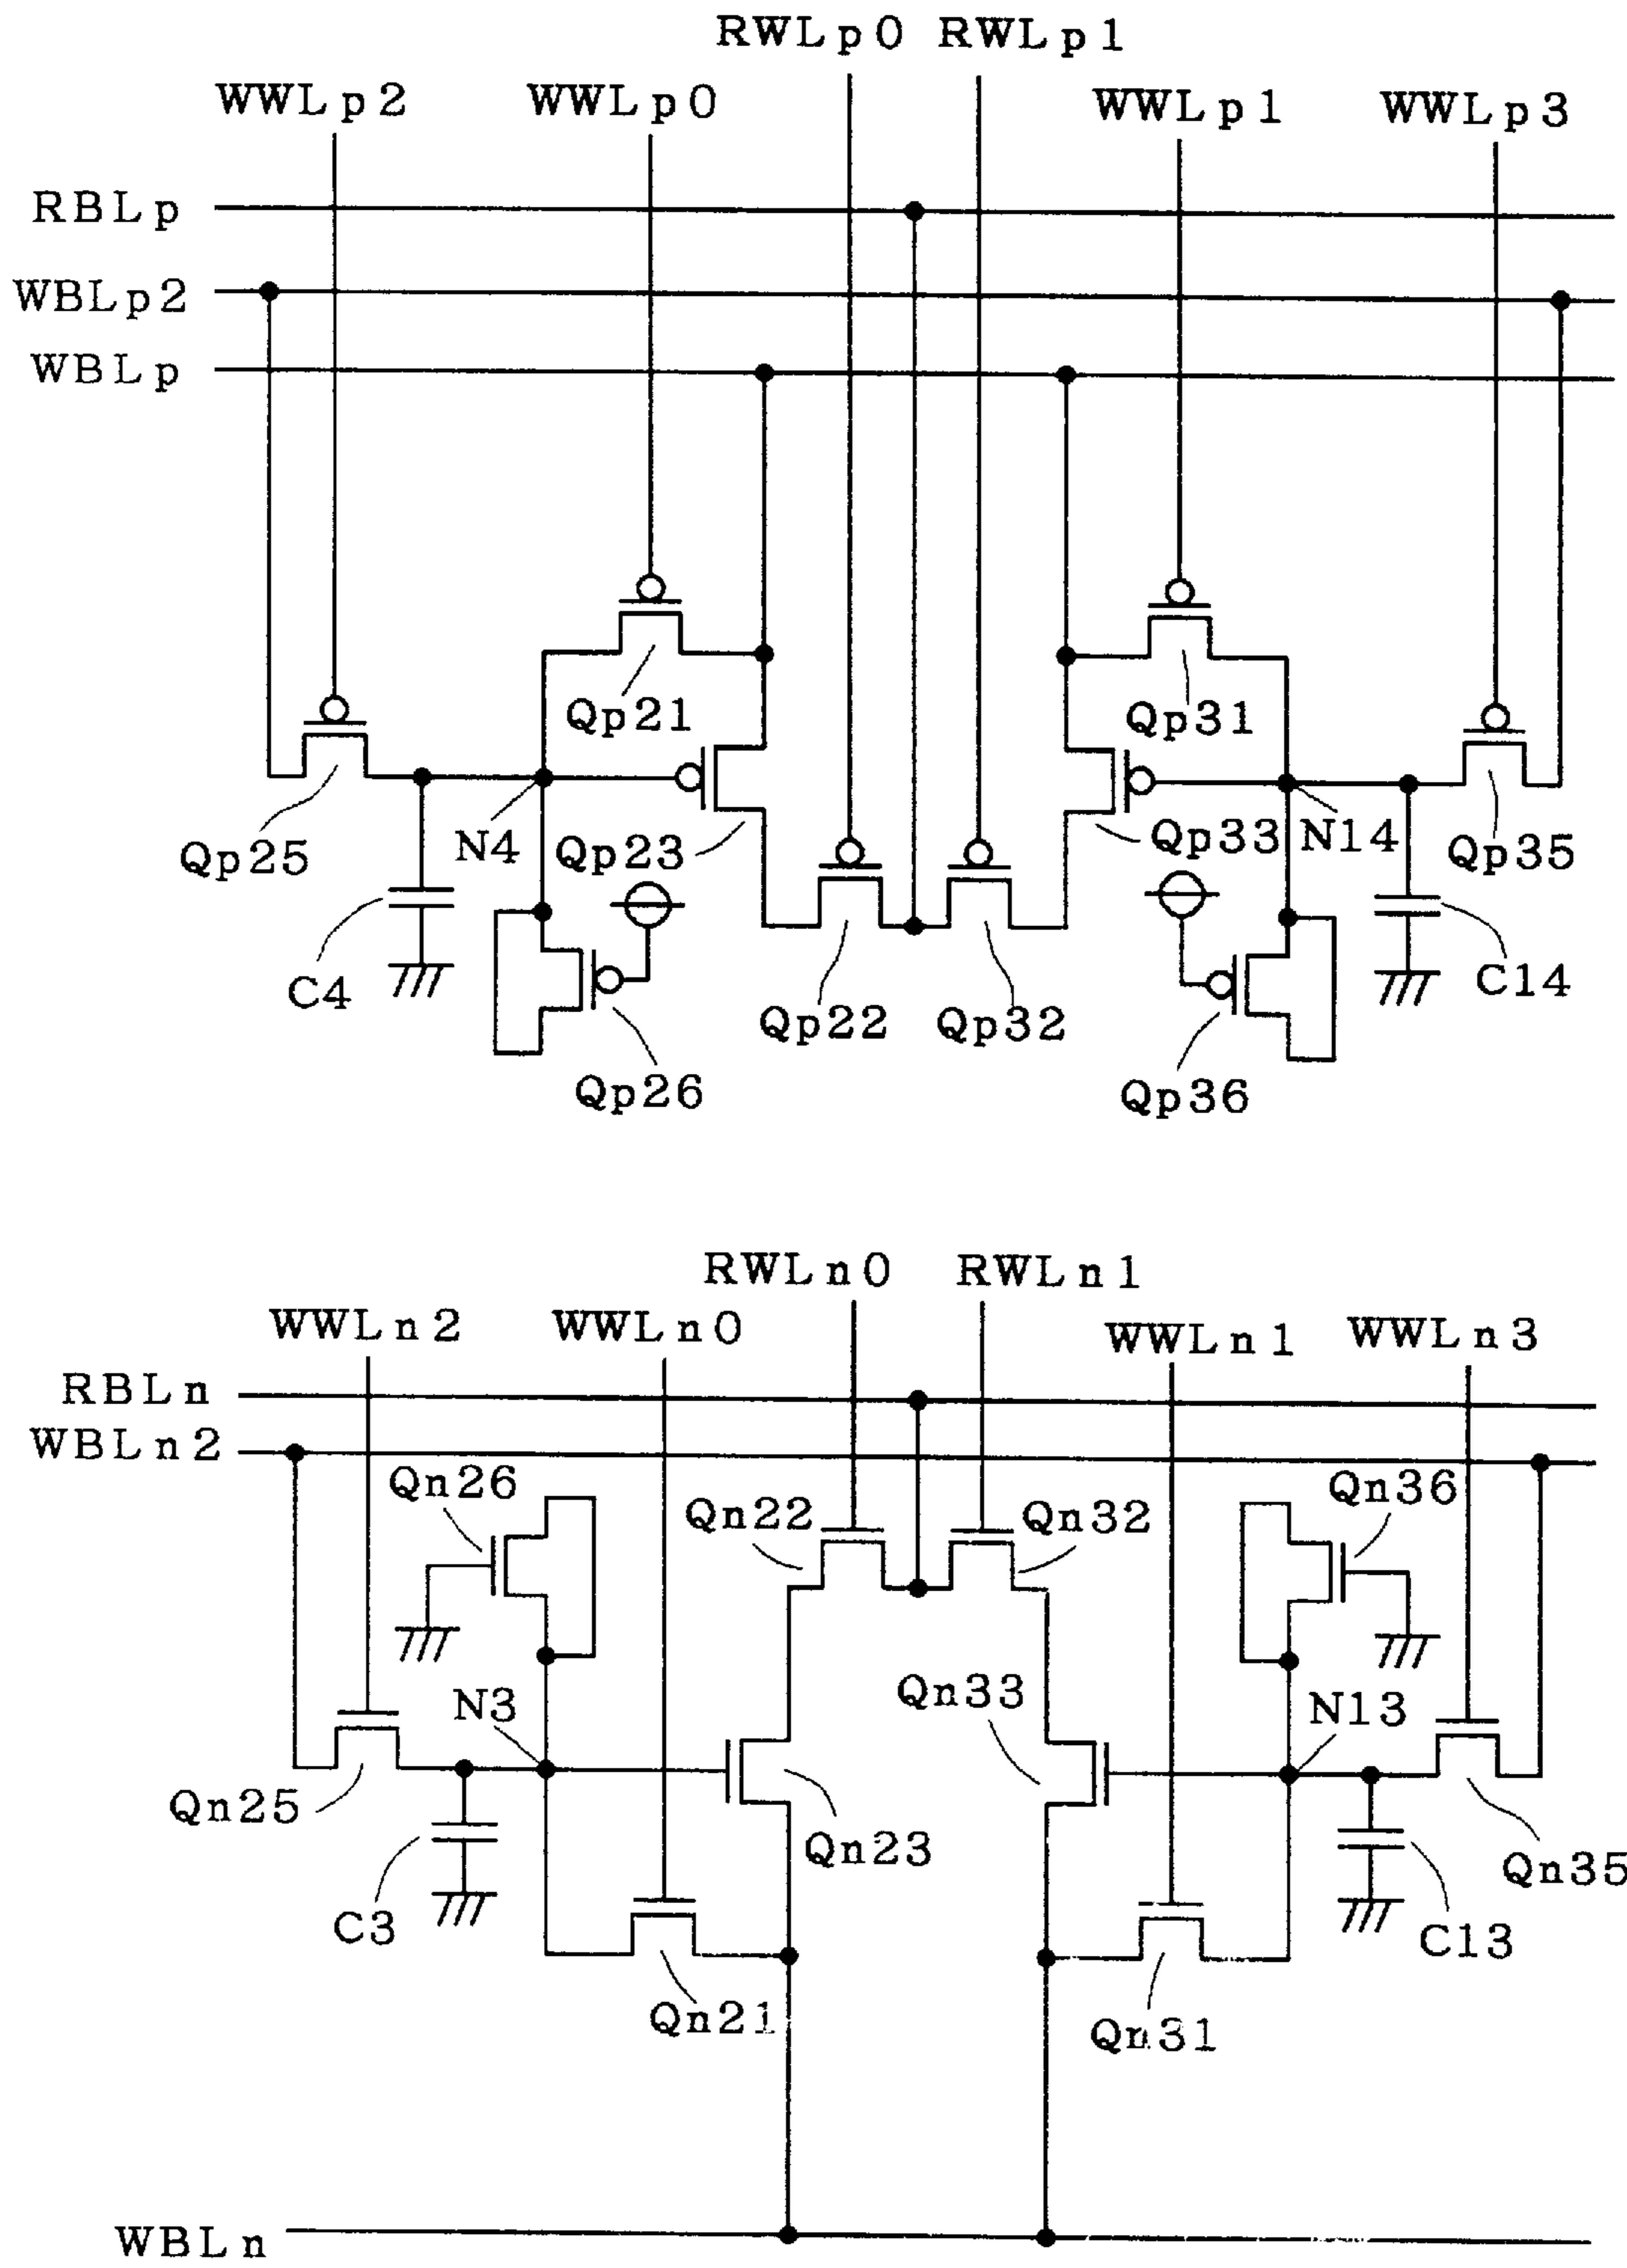 RWLp0 RWLp1
WWLp2 WWLp0 WWLp1 WWLp3
RBLp
WBLp2
WBLp
Qp21 Qp31
Qp25 N4 Qp23 Qp33 N14 Qp35
C4 Qp22 Qp32 C14
Qp26 Qp36
RWLn0 RWLn1
WWLn2 WWLn0 WWLn1 WWLn3
RBLn
WBLn2
Qn26 Qn22 Qn32 Qn36
N3 Qn33 N13
Qn25 Qn23 Qn35
C3 C13
Qn21 Qn31
WBLn